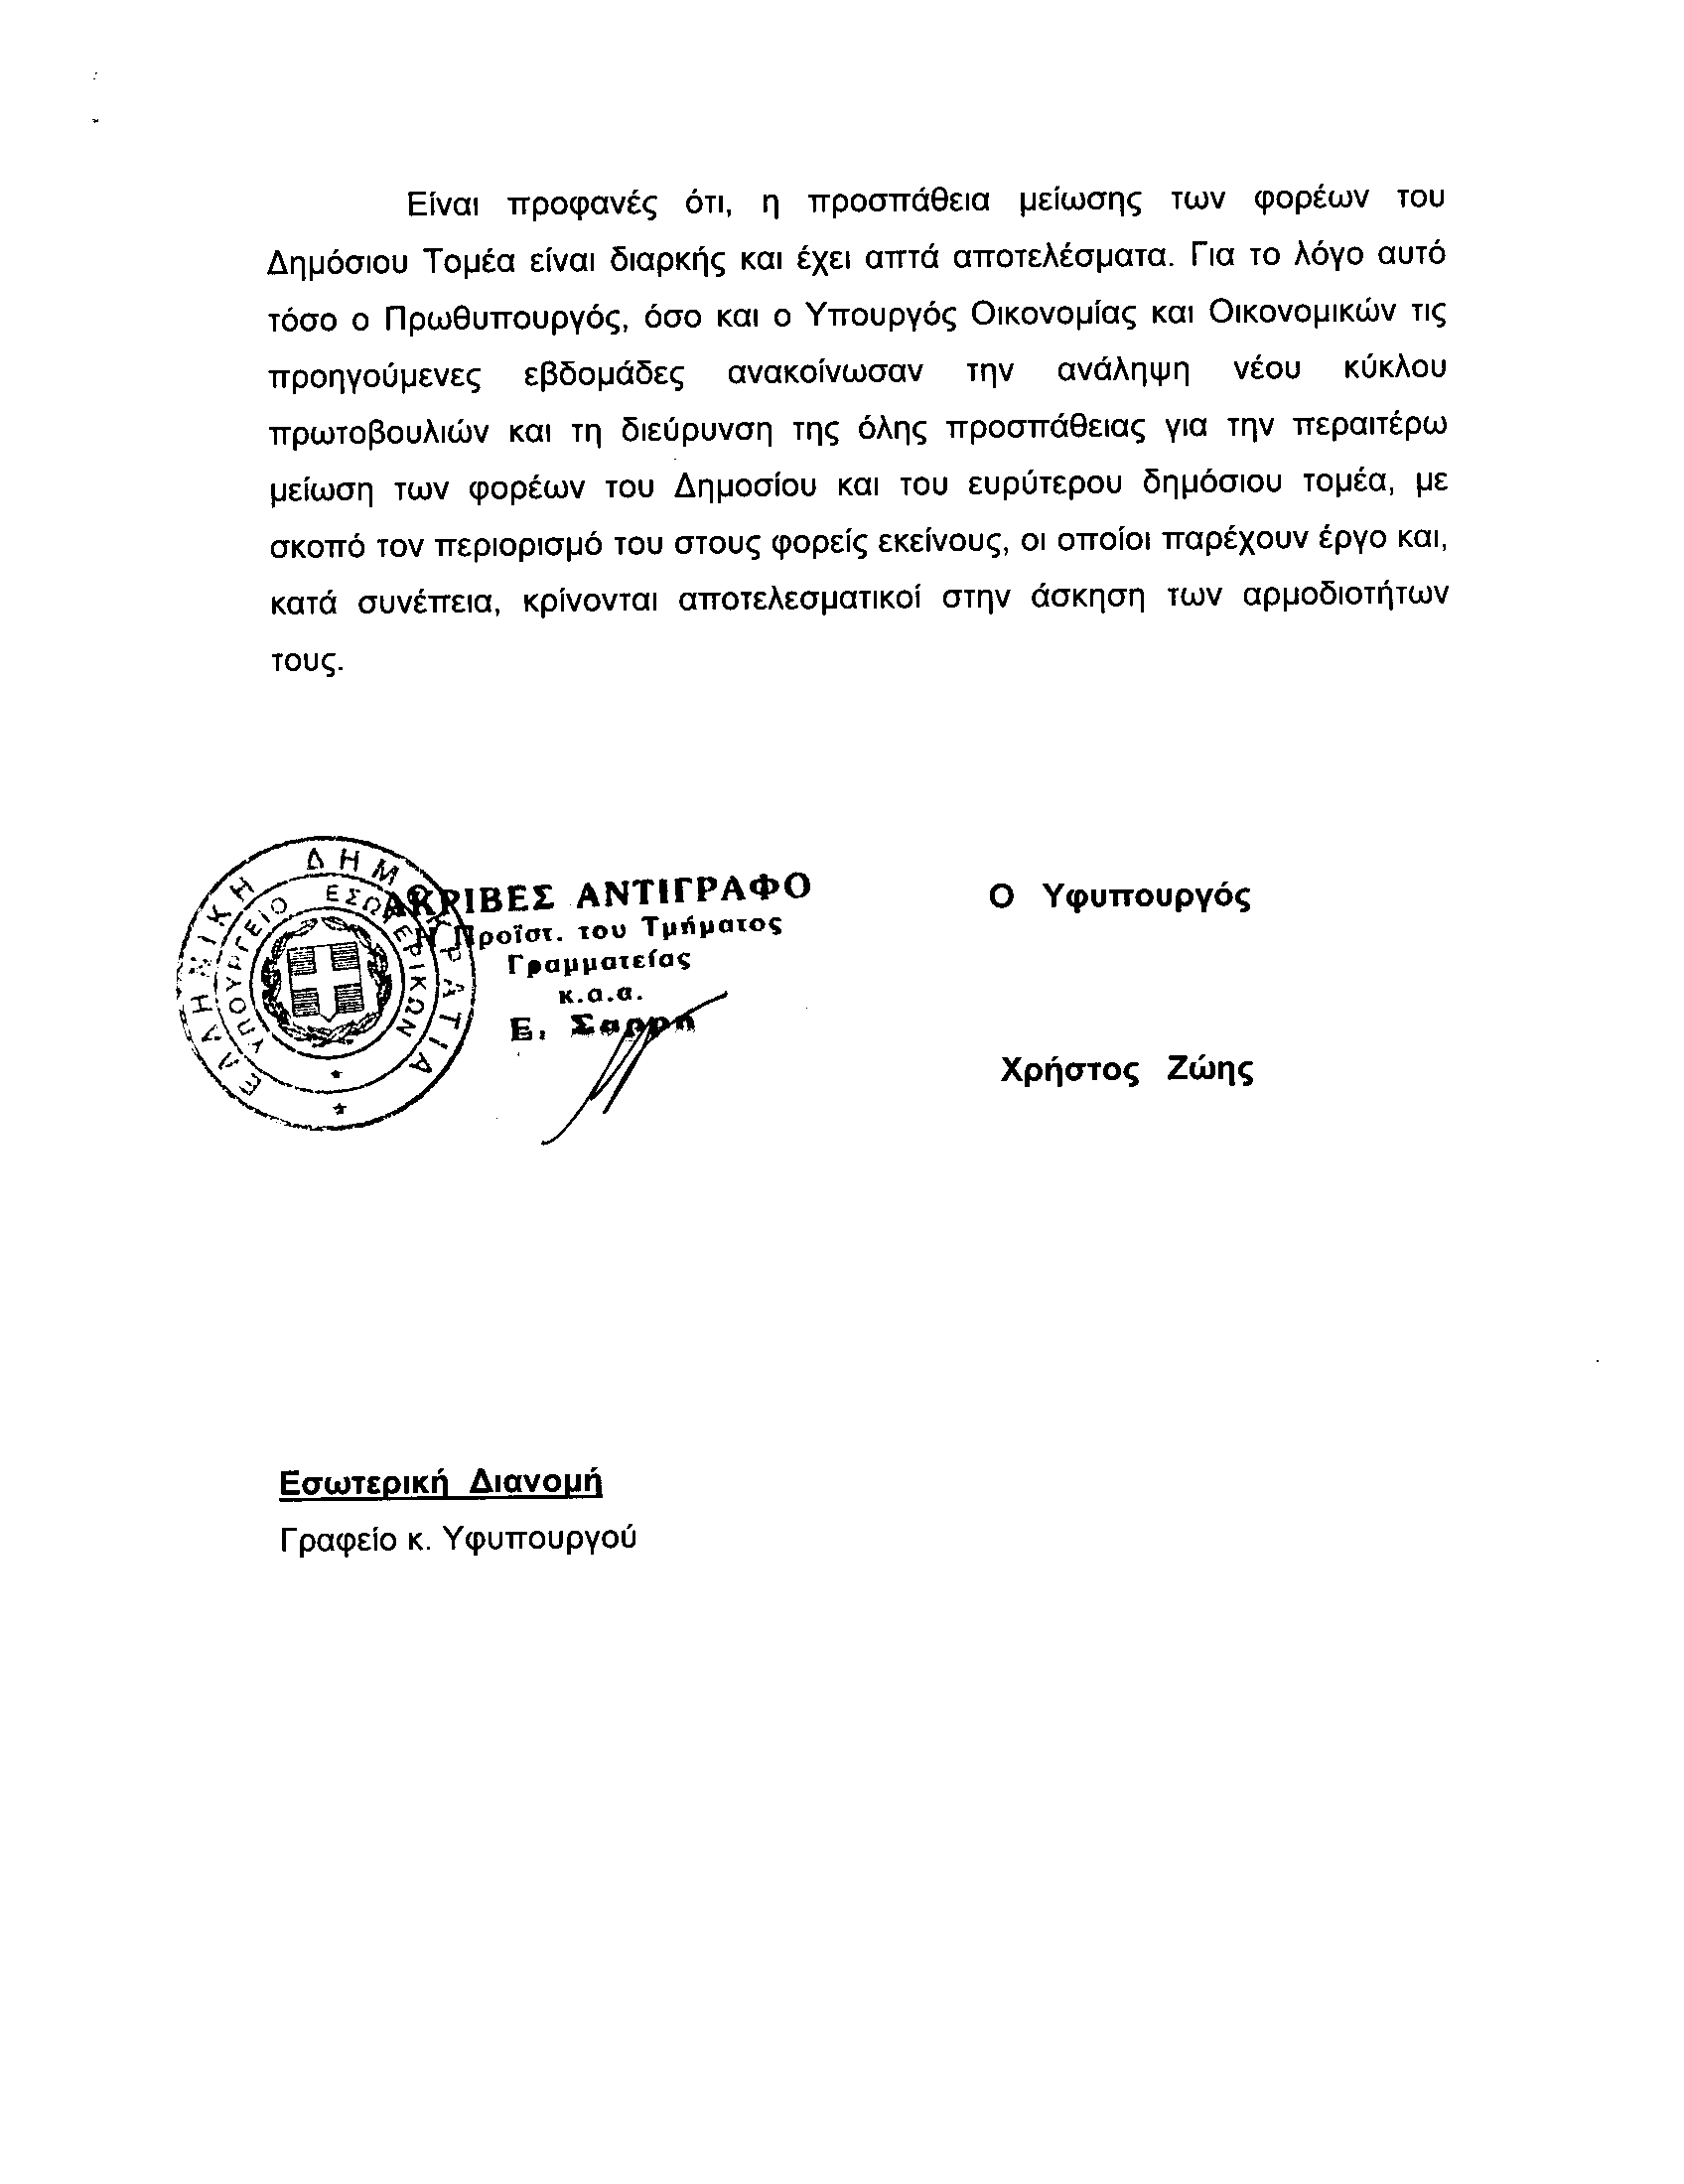 Είναι προφανές ότι, η προσπάθεια μείωσης των φορέων του
Δημόσιου Τομέα είναι διαρκής και έχει απτά αποτελέσματα. Για το λόγο αυτό
τόσο ο Πρωθυπουργός, όσο και ο Υπουργός Οικονομίας και Οικονομικών τις
προηγούμενες εβδομάδες ανακοίνωσαν την ανάληψη νέου κύκλου
πρωτοβουλιών και τη διεύρυνση της όλης προσπάθειας για την περαιτέρω
μείωση των φορέων του Δημοσίου και του ευρύτερου δημόσιου τομέα, με
σκοπό τον περιορισμό του στους φορείς εκείνους, οι οποίοι παρέχουν έργο και,
κατά συνέπεια, κρίνονται αποτελεσματικοί στην άσκηση των αρμοδιοτήτων
τους.
ΕΛΛΗΝΙΚΗ ΔΗΜΟΚΡΑΤΙΑ
ΥΠΟΥΡΓΕΙΟ ΕΣΩΤΕΡΙΚΩΝ
ΑΚΡΙΒΕΣ ΑΝΤΙΓΡΑΦΟ
Η Προϊστ. του Τμήματος
Γραμματείας
κ.α.α.
Ε. Σαρρή
Ο Υφυπουργός
Χρήστος Ζώης
Εσωτερική Διανομή
Γραφείο κ. Υφυπουργού